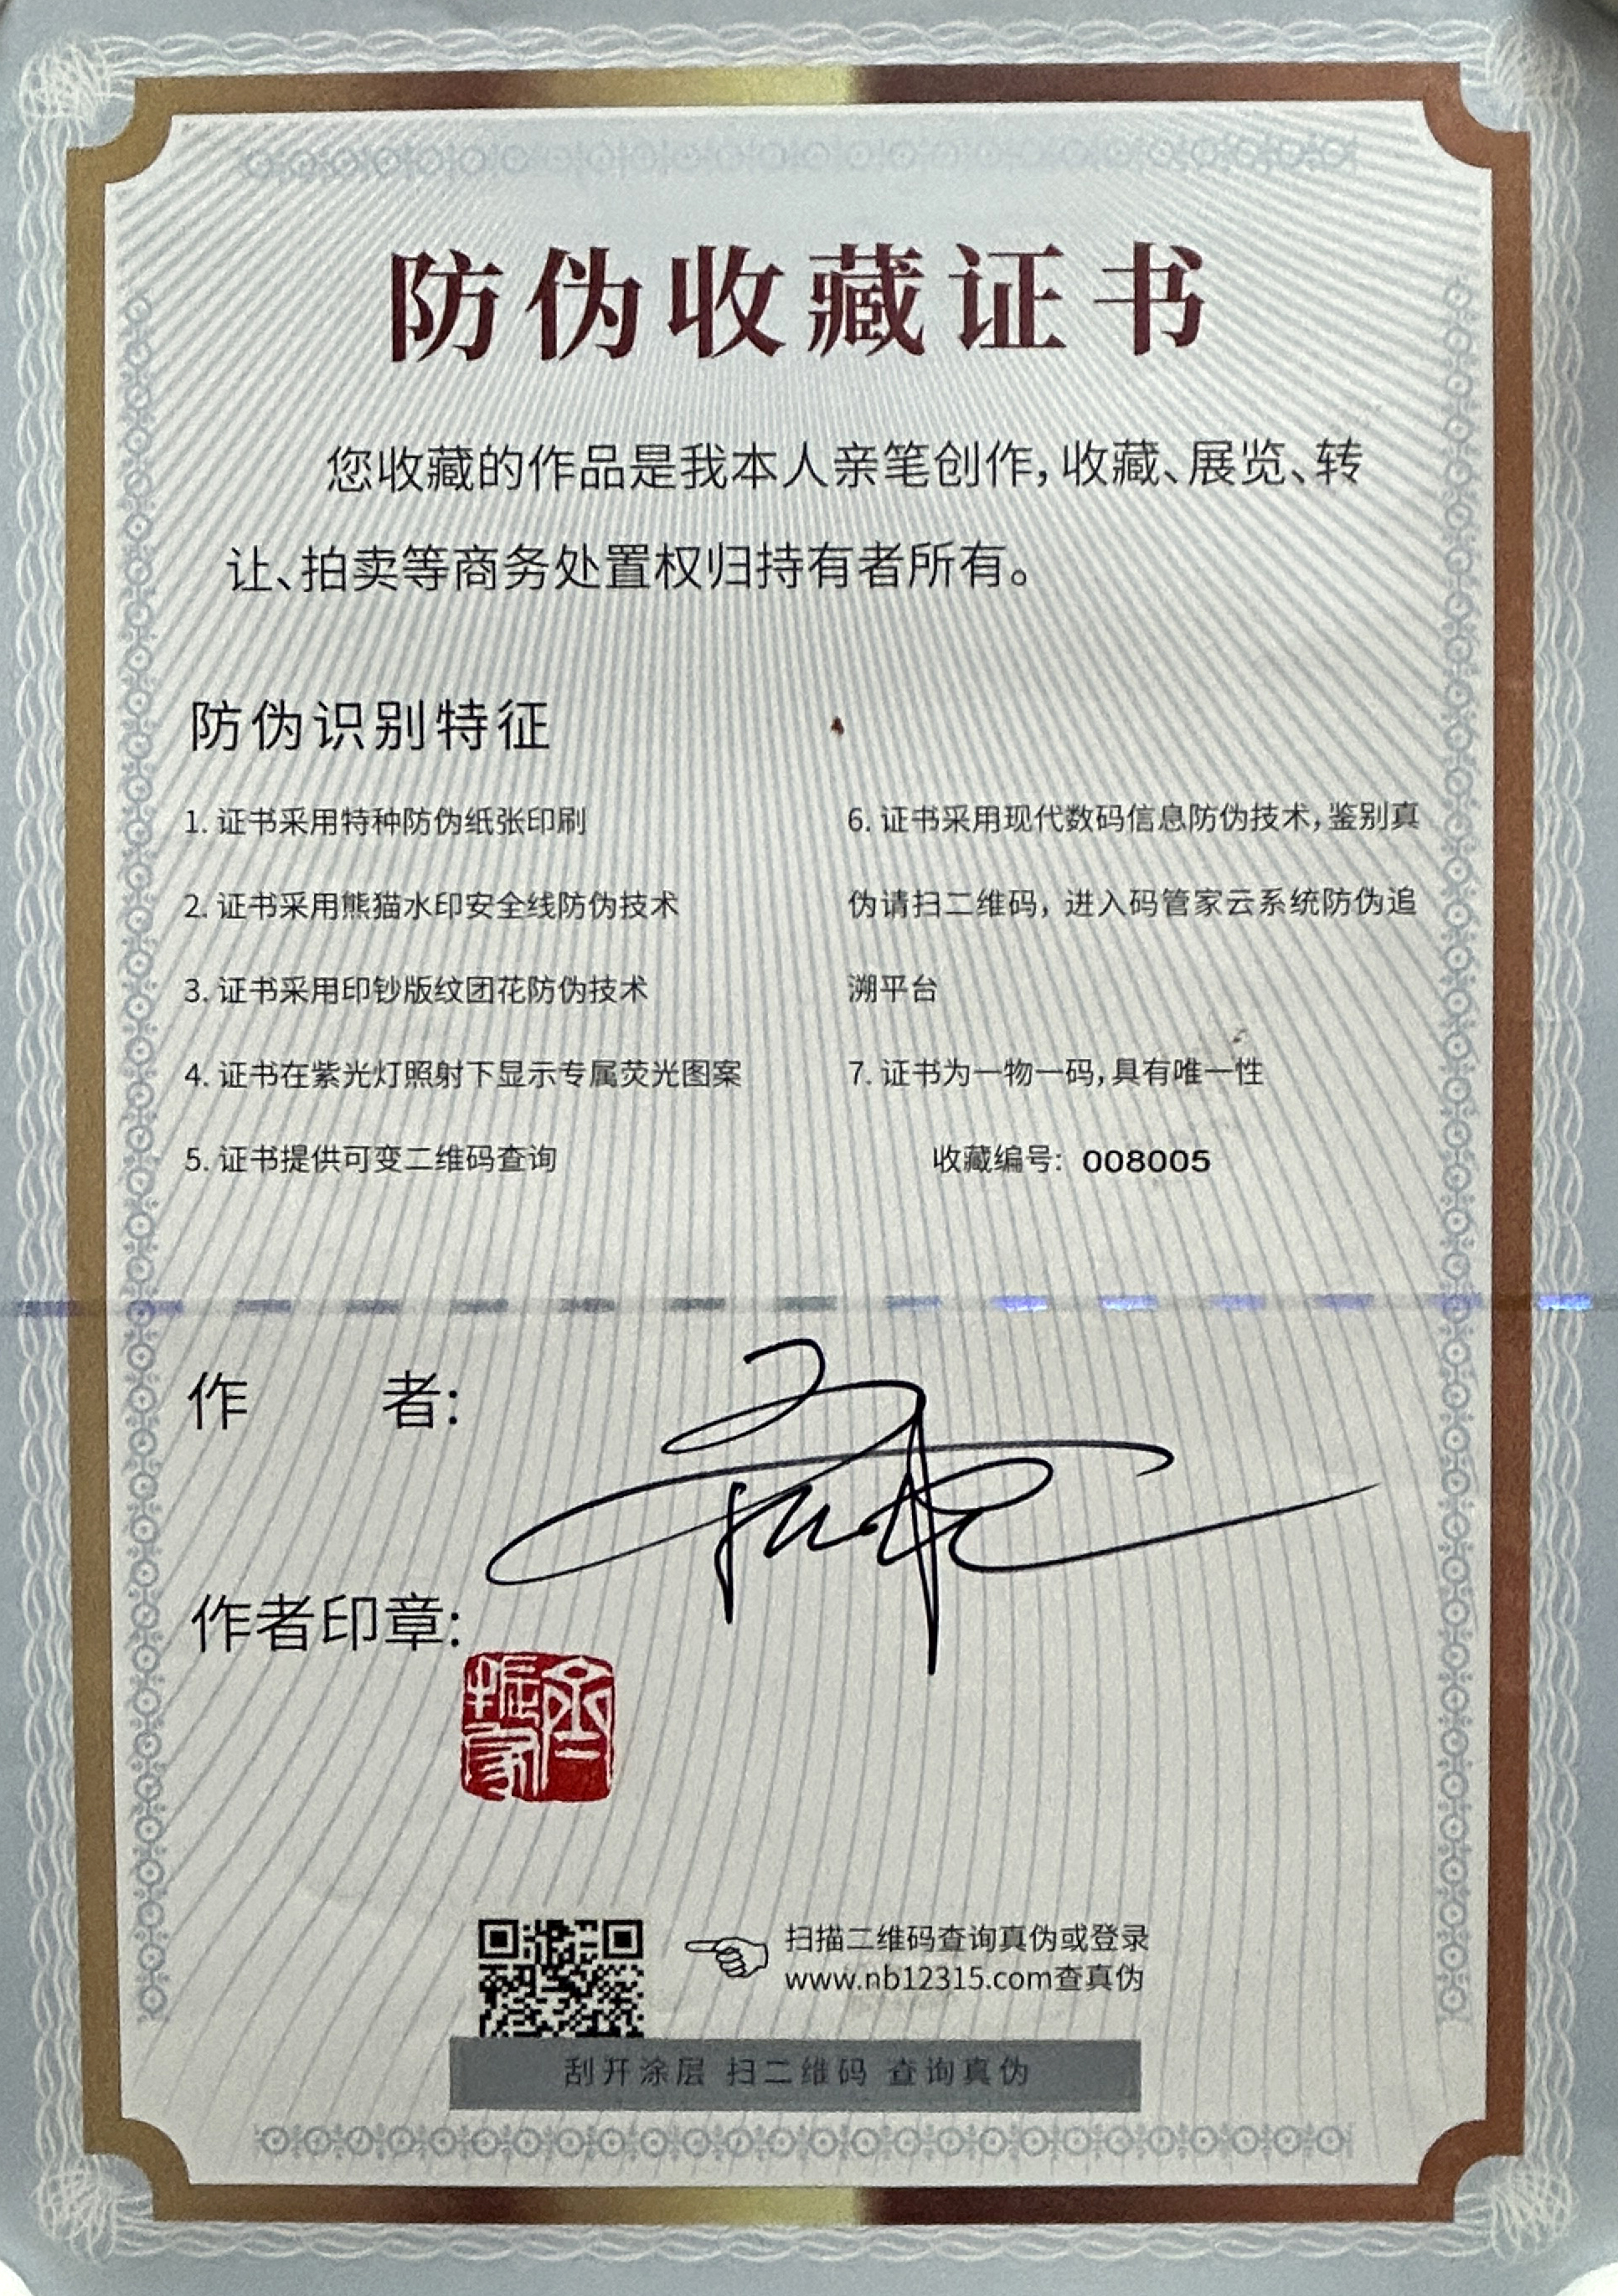 防伪收藏证书
您收藏的作品是我本人亲笔创作，收藏、展览、转
让、拍卖等商务处置权归持有者所有。
防伪识别特征
1. 证书采用特种防伪纸张印刷
2. 证书采用熊猫水印安全线防伪技术
3. 证书采用印钞版纹团花防伪技术
4. 证书在紫光灯照射下显示专属荧光图案
5. 证书提供可变二维码查询
6. 证书采用现代数码信息防伪技术，鉴别真
伪请扫二维码，进入码管家云系统防伪追
溯平台
7. 证书为一物一码，具有唯一性
收藏编号: 008005
作 者:
作者印章:
扫描二维码查询真伪或登录
www.nb12315.com查真伪
刮开涂层 扫二维码 查询真伪